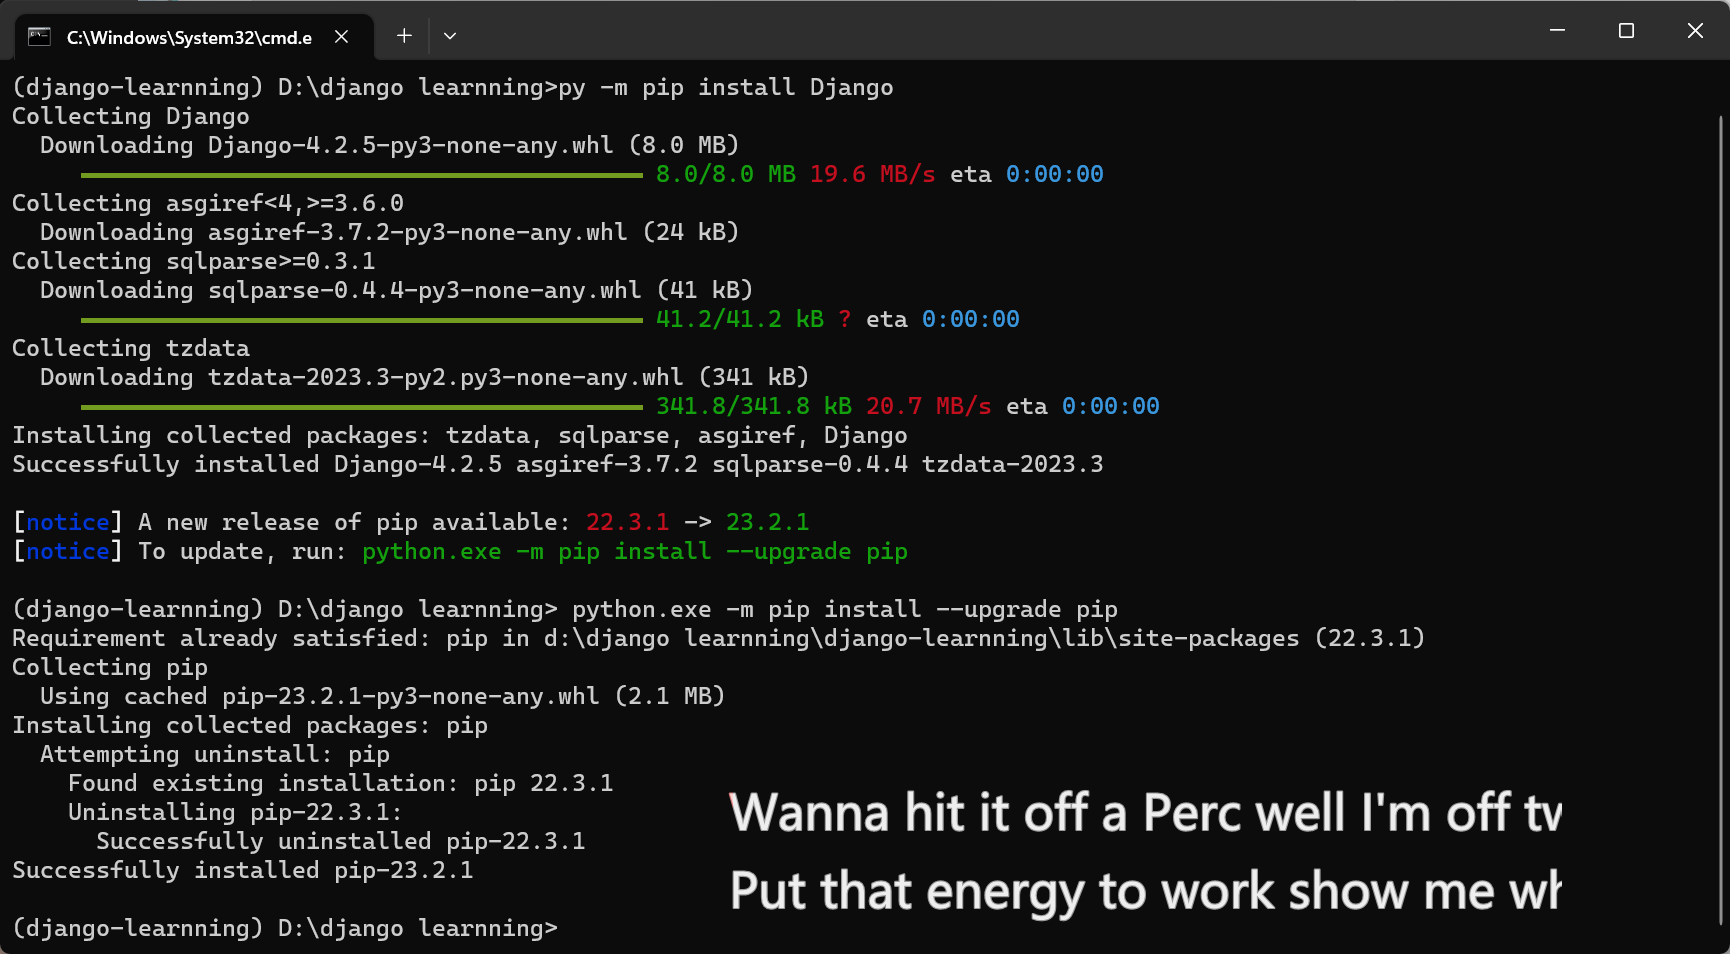 C:\Windows\System32\cmd.e
(django-learnning) D:\django learnning>py -m pip install Django
Collecting Django
  Downloading Django-4.2.5-py3-none-any.whl (8.0 MB)
8.0/8.0 MB 19.6 MB/s eta 0:00:00
Collecting asgiref<4,>=3.6.0
  Downloading asgiref-3.7.2-py3-none-any.whl (24 kB)
Collecting sqlparse>=0.3.1
  Downloading sqlparse-0.4.4-py3-none-any.whl (41 kB)
41.2/41.2 kB ? eta 0:00:00
Collecting tzdata
  Downloading tzdata-2023.3-py2.py3-none-any.whl (341 kB)
341.8/341.8 kB 20.7 MB/s eta 0:00:00
Installing collected packages: tzdata, sqlparse, asgiref, Django
Successfully installed Django-4.2.5 asgiref-3.7.2 sqlparse-0.4.4 tzdata-2023.3
[notice] A new release of pip available: 22.3.1 -> 23.2.1
[notice] To update, run: python.exe -m pip install --upgrade pip
(django-learnning) D:\django learnning> python.exe -m pip install --upgrade pip
Requirement already satisfied: pip in d:\django learnning\django-learnning\lib\site-packages (22.3.1)
Collecting pip
  Using cached pip-23.2.1-py3-none-any.whl (2.1 MB)
Installing collected packages: pip
  Attempting uninstall: pip
    Found existing installation: pip 22.3.1
    Uninstalling pip-22.3.1:
      Successfully uninstalled pip-22.3.1
Successfully installed pip-23.2.1
(django-learnning) D:\django learnning>
Wanna hit it off a Perc well I'm off
Put that energy to work show me